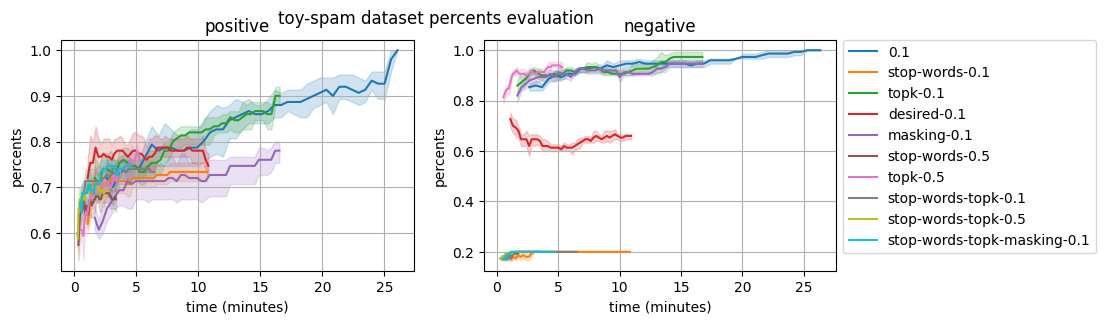 toy-spam dataset percents evaluation
positive
percents
1.0
0.9
0.8
0.7
0.6
0
5
10
15
20
25
time (minutes)
negative
percents
1.0
0.8
0.6
0.4
0.2
0
5
10
15
20
25
time (minutes)
0.1
stop-words-0.1
topk-0.1
desired-0.1
masking-0.1
stop-words-0.5
topk-0.5
stop-words-topk-0.1
stop-words-topk-0.5
stop-words-topk-masking-0.1